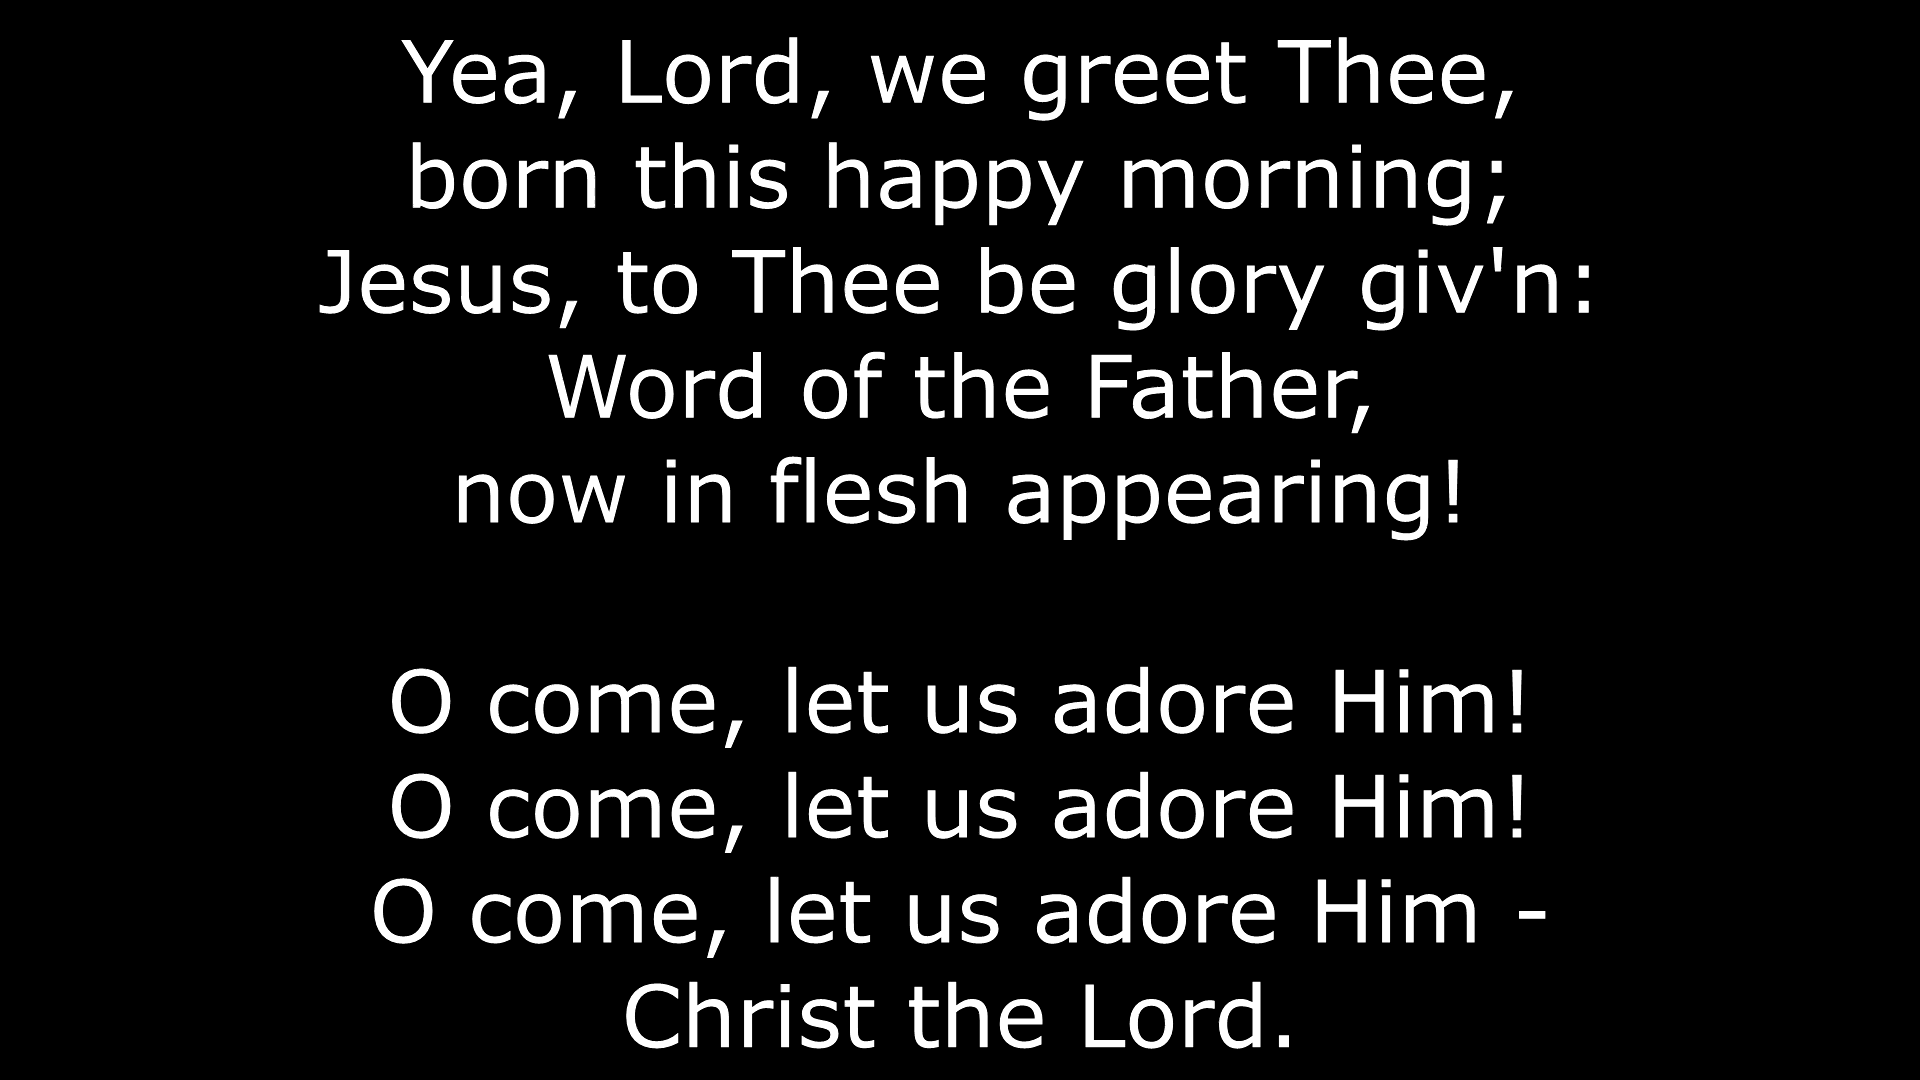 Yea, Lord, we greet Thee,
born this happy morning;
Jesus, to Thee be glory giv'n:
Word of the Father,
now in flesh appearing!
O come, let us adore Him!
O come, let us adore Him!
O come, let us adore Him -
Christ the Lord.